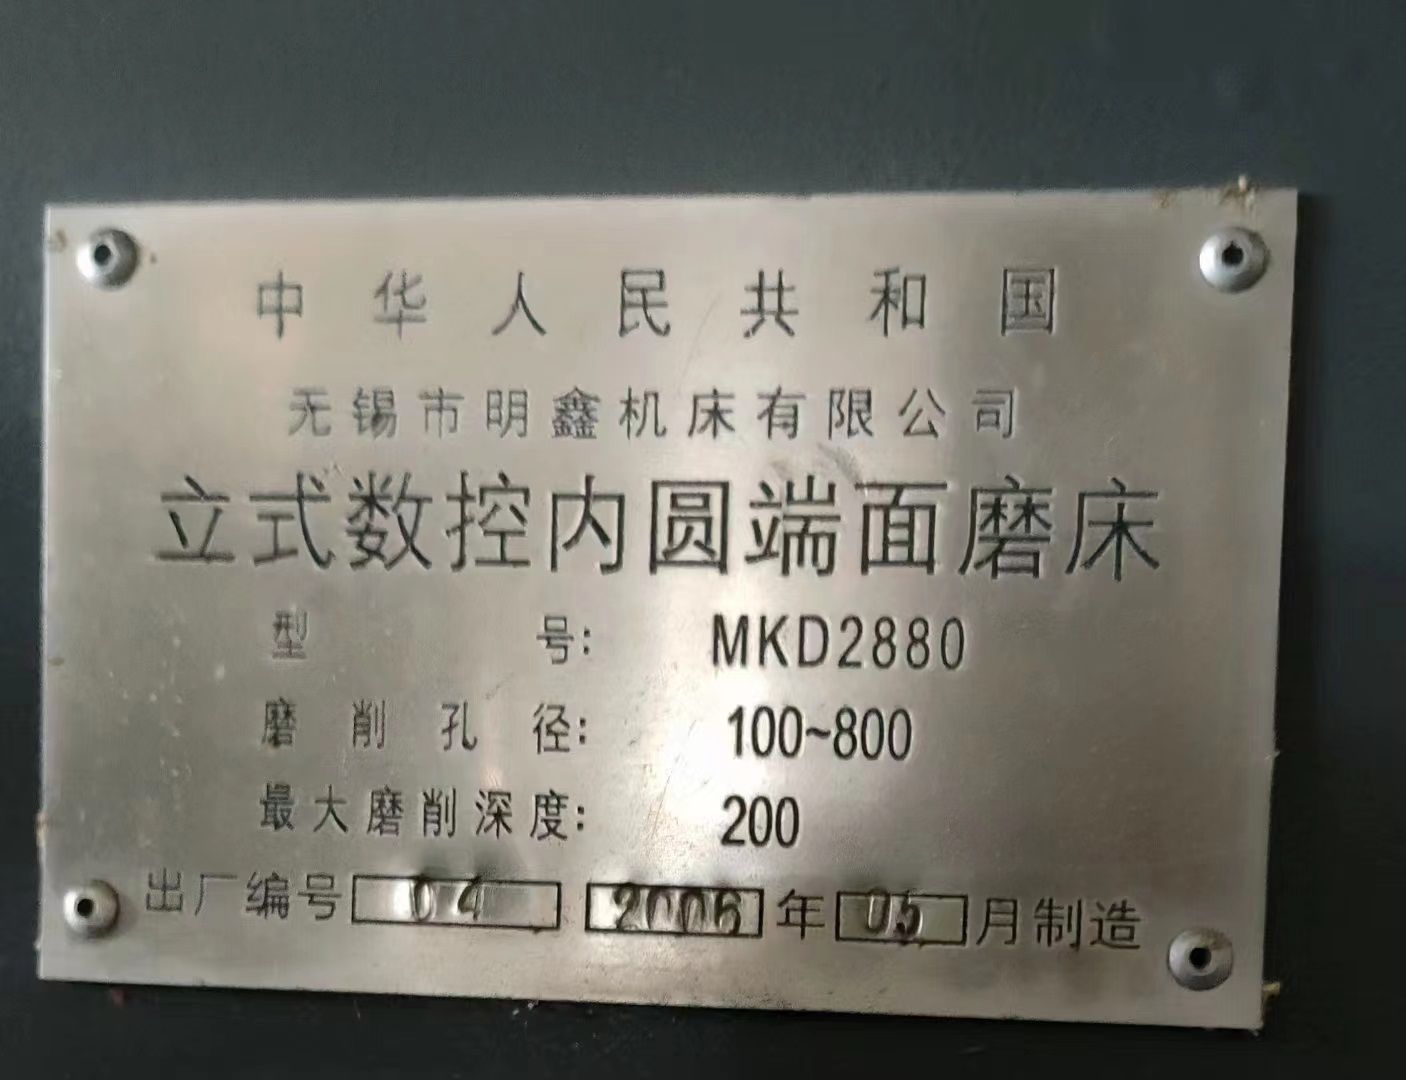 中华人民共和国
无锡市明鑫机床有限公司
立式数控内圆端面磨床
型号: MKD2880
磨削孔径: 100~800
最大磨削深度: 200
出厂编号 04 2006 年 05 月制造